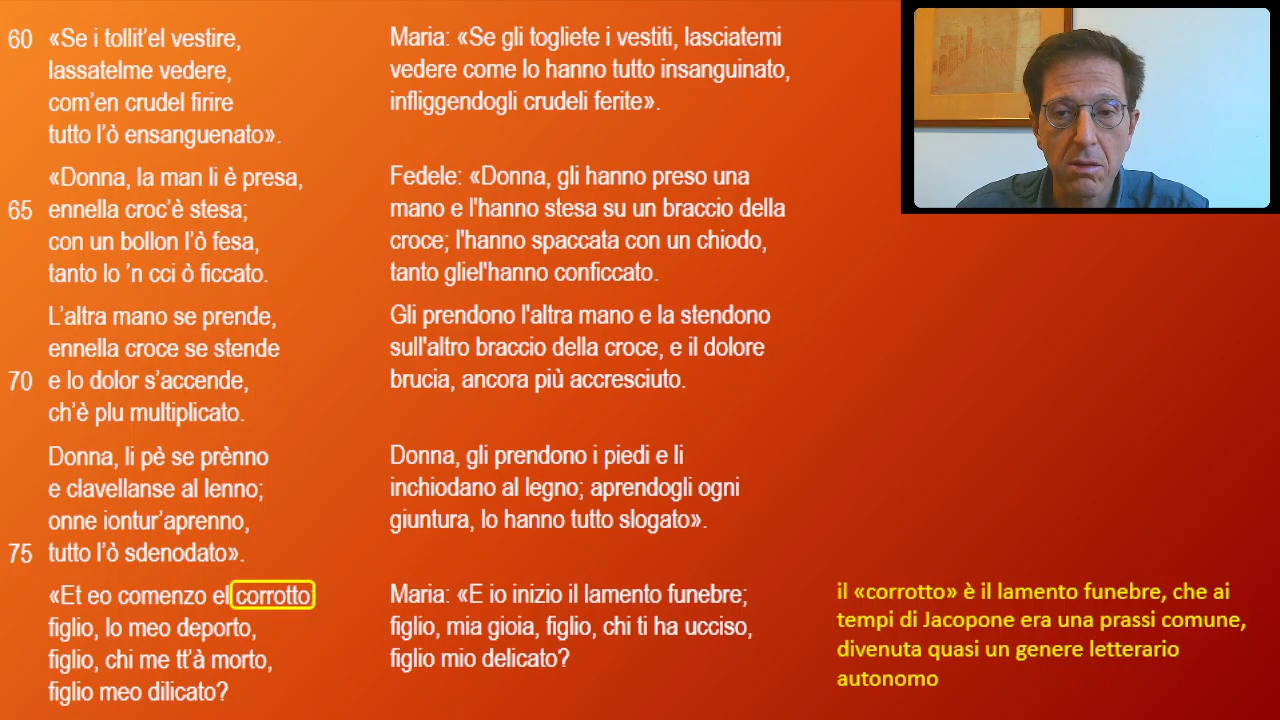 60 «Se i tollit'el vestire,
lassatelme vedere,
com'en crudel firire
tutto l'ò ensanguenato».
«Donna, la man li è presa,
65 ennella croc'è stesa;
con un bollon l'ò fesa,
tanto lo 'n cci ò ficcato.
L'altra mano se prende,
ennella croce se stende
70 e lo dolor s'accende,
ch'è plu multiplicato.
Donna, li pè se prènno
e clavellanse al lenno;
onne iontur'aprenno,
75 tutto l'ò sdenodato».
«Et eo comenzo el corrotto
figlio, lo meo deporto,
figlio, chi me tt'à morto,
figlio meo dilicato?
Maria: «Se gli togliete i vestiti, lasciatemi
vedere come lo hanno tutto insanguinato,
infliggendogli crudeli ferite».
Fedele: «Donna, gli hanno preso una
mano e l'hanno stesa su un braccio della
croce; l'hanno spaccata con un chiodo,
tanto gliel'hanno conficcato.
Gli prendono l'altra mano e la stendono
sull'altro braccio della croce, e il dolore
brucia, ancora più accresciuto.
Donna, gli prendono i piedi e li
inchiodano al legno; aprendogli ogni
giuntura, lo hanno tutto slogato».
Maria: «E io inizio il lamento funebre;
figlio, mia gioia, figlio, chi ti ha ucciso,
figlio mio delicato?
il «corrotto» è il lamento funebre, che ai
tempi di Jacopone era una prassi comune,
divenuta quasi un genere letterario
autonomo